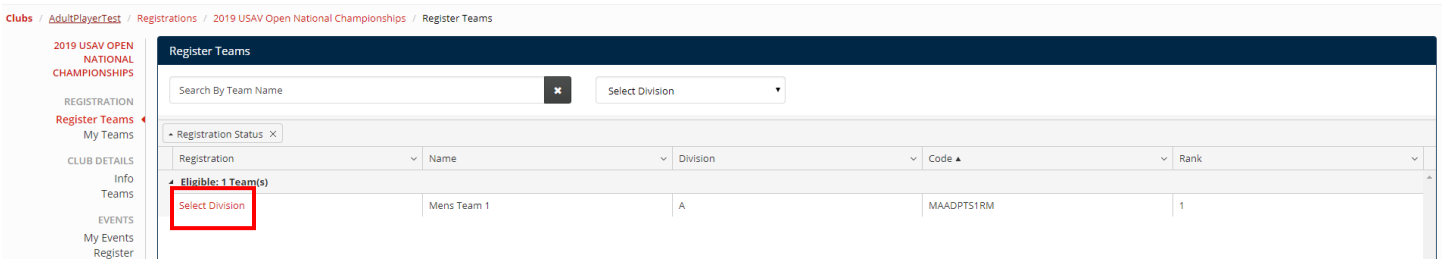 Clubs / AdultPlayerTest / Registrations / 2019 USAV Open National Championships / Register Teams
2019 USAV OPEN
NATIONAL
CHAMPIONSHIPS
REGISTRATION
Register Teams
My Teams
CLUB DETAILS
Info
Teams
EVENTS
My Events
Register
Register Teams
Search By Team Name
Select Division
Registration Status
Registration Name Division Code Rank
Eligible: 1 Team(s)
Select Division Mens Team 1 A MAADPTS1RM 1